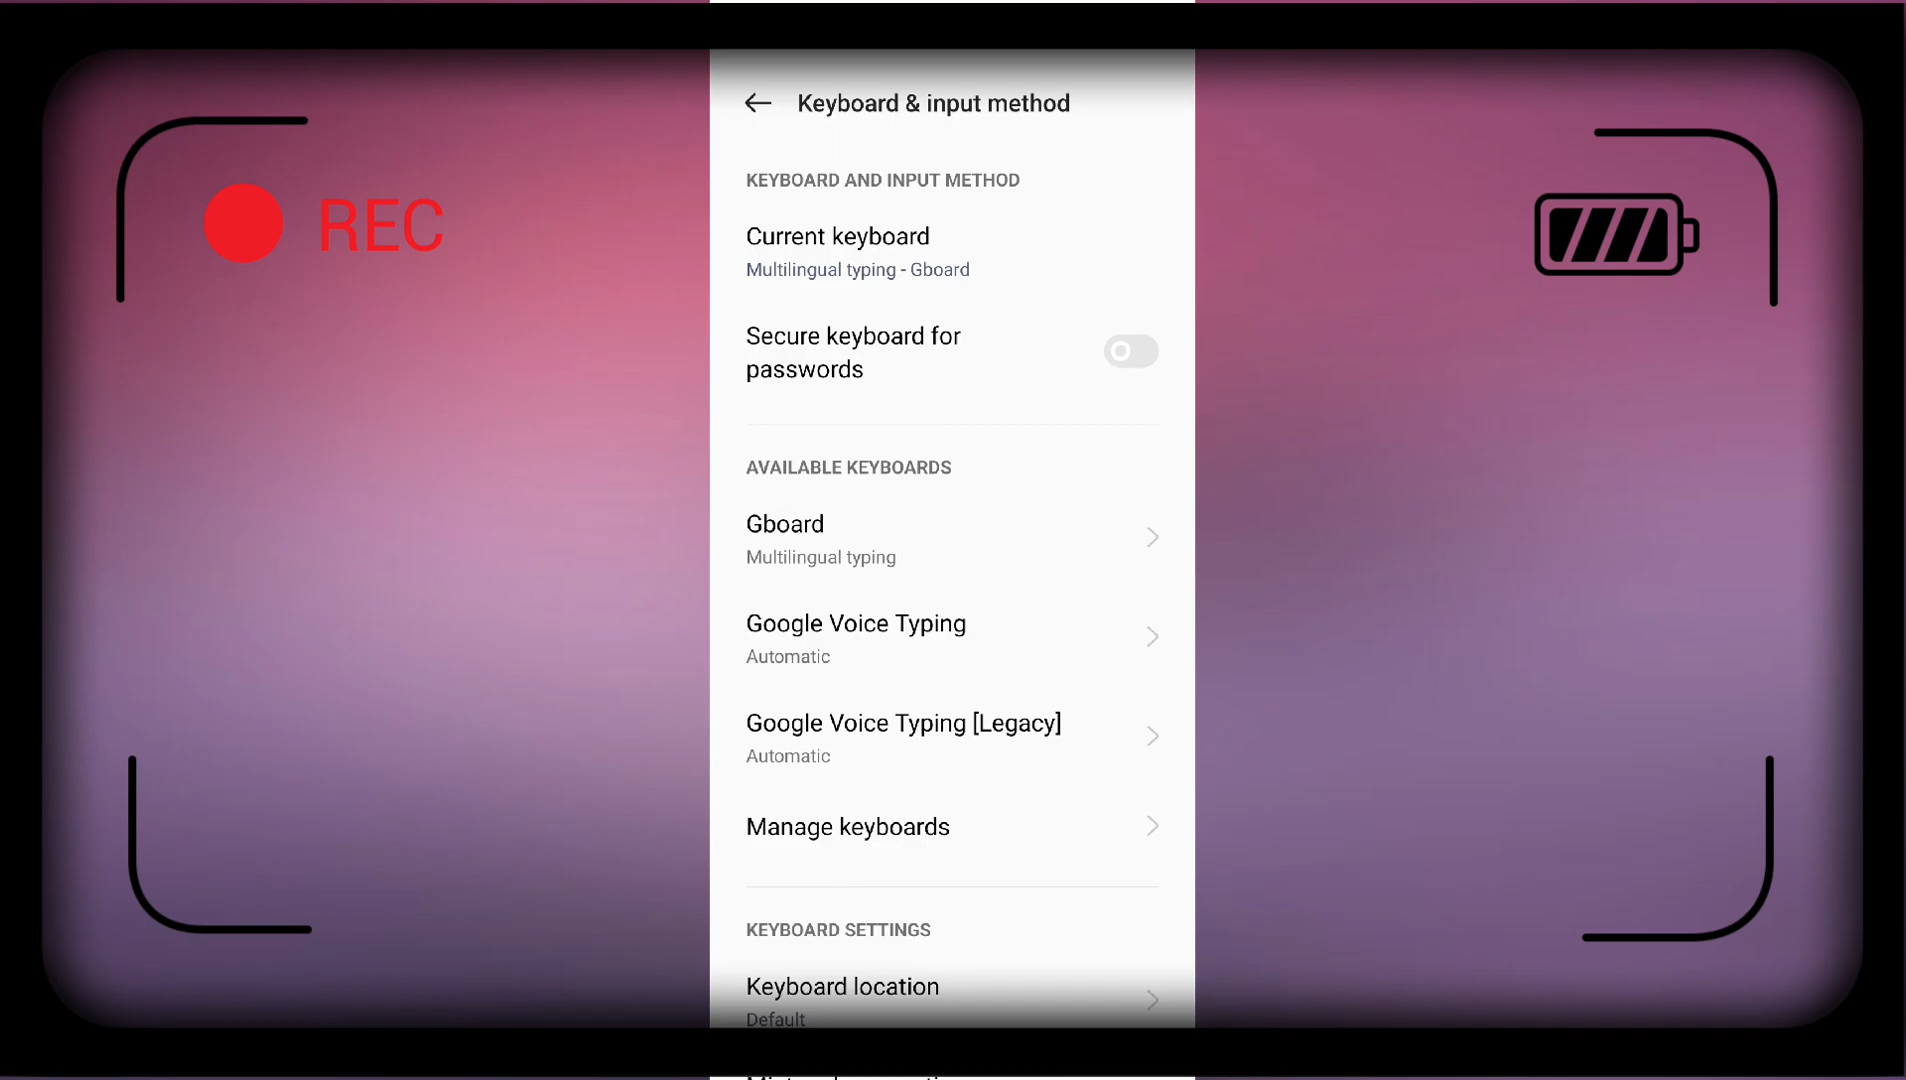 Keyboard & input method
REC
KEYBOARD AND INPUT METHOD
Current keyboard
Multilingual typing - Gboard
Secure keyboard for
passwords
AVAILABLE KEYBOARDS
Gboard
Multilingual typing
Google Voice Typing
Automatic
Google Voice Typing [Legacy]
Automatic
Manage keyboards
KEYBOARD SETTINGS
Keyboard location
Default